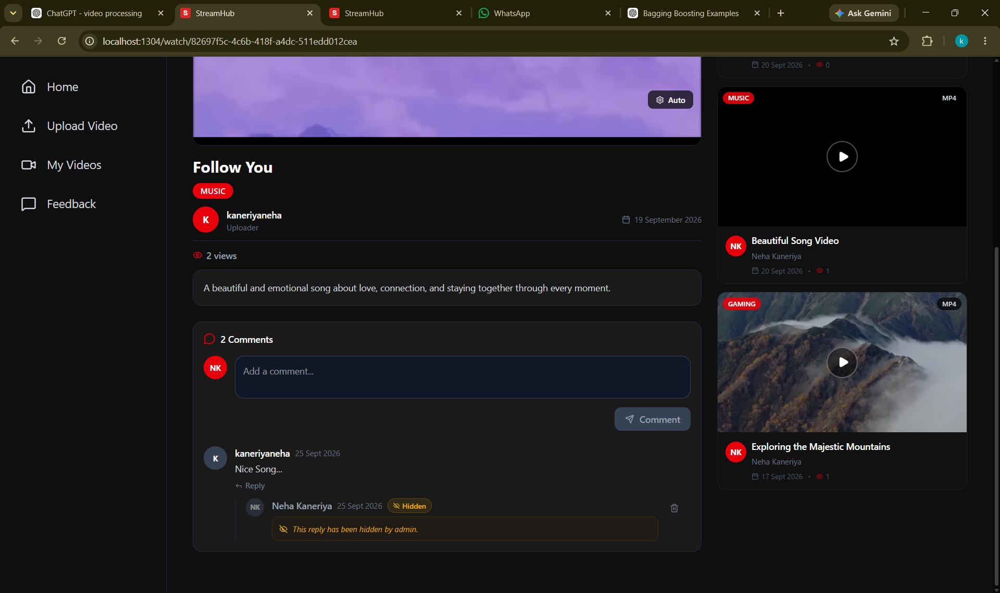 ChatGPT - video processing
S StreamHub
S StreamHub
WhatsApp
Bagging Boosting Examples
Ask Gemini
localhost:1304/watch/82697f5c-4c6b-418f-a4dc-511edd012cea
k
Home
Upload Video
My Videos
Feedback
Auto
Follow You
MUSIC
K
kaneriyaneha
Uploader
19 September 2026
2 views
A beautiful and emotional song about love, connection, and staying together through every moment.
2 Comments
NK
Add a comment...
Comment
K
kaneriyaneha 25 Sept 2026
Nice Song...
Reply
NK
Neha Kaneriya 25 Sept 2026 Hidden
This reply has been hidden by admin.
20 Sept 2026 • 0
MUSIC
MP4
NK
Beautiful Song Video
Neha Kaneriya
20 Sept 2026 • 1
GAMING
MP4
NK
Exploring the Majestic Mountains
Neha Kaneriya
17 Sept 2026 • 1